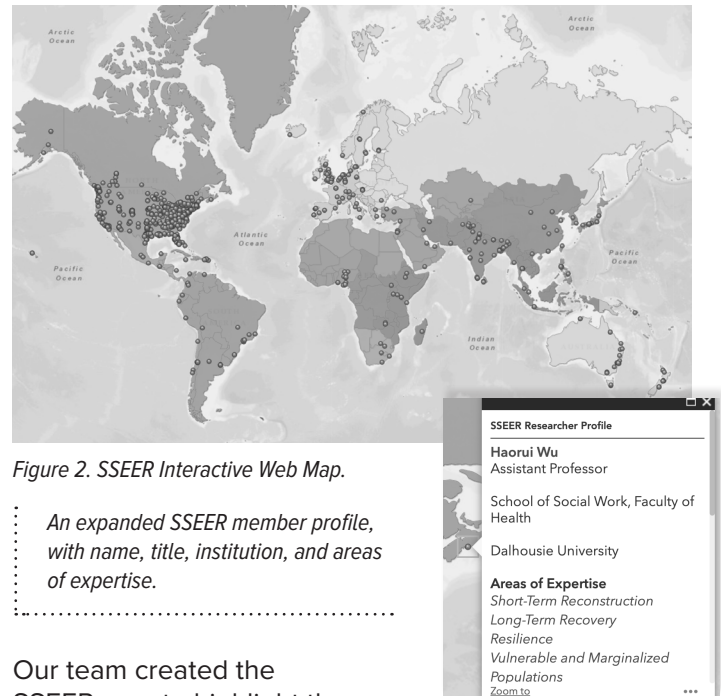 Arctic
Ocean
Arctic
Ocean
Atlantic
Ocean
Pacific
Ocean
Pacific
Ocean
Indian
Ocean
Figure 2. SSEER Interactive Web Map.
An expanded SSEER member profile,
with name, title, institution, and areas
of expertise.
Our team created the
SSEER Researcher Profile
Haorui Wu
Assistant Professor
School of Social Work, Faculty of
Health
Dalhousie University
Areas of Expertise
Short-Term Reconstruction
Long-Term Recovery
Resilience
Vulnerable and Marginalized
Populations
Zoom to